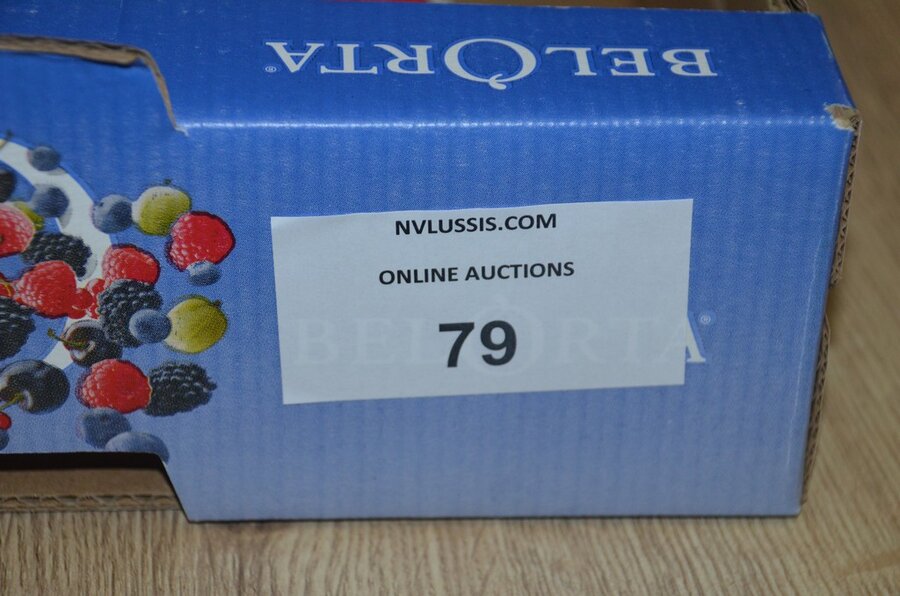 BELORTA®
NVLUSSIS.COM
ONLINE AUCTIONS
79
BELORTA®